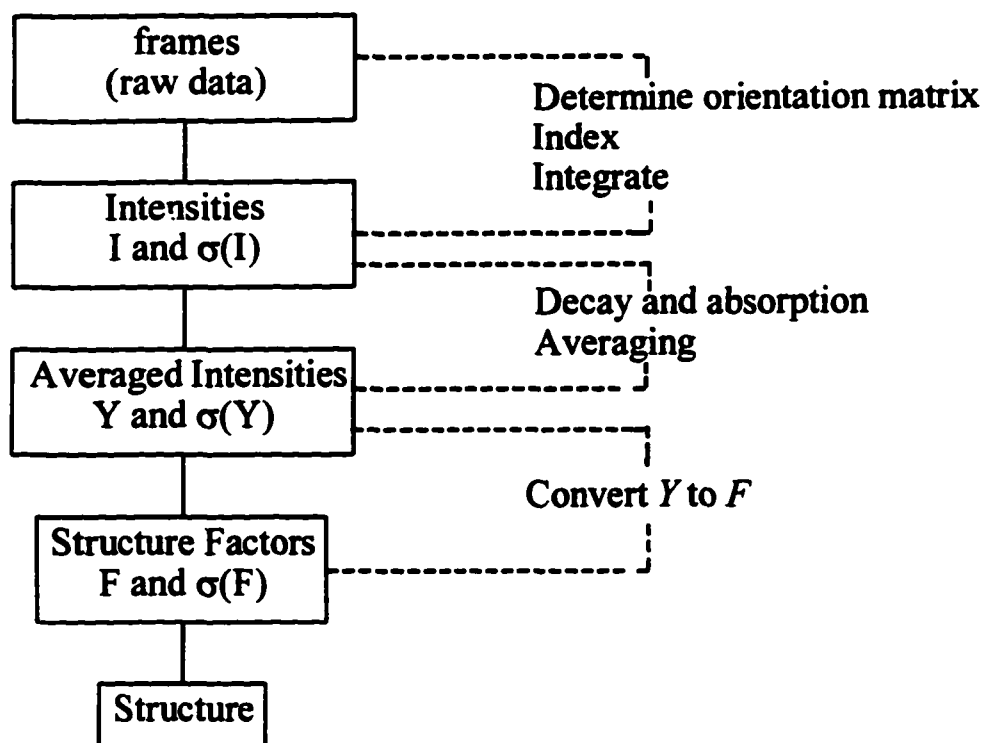 frames
(raw data)
Determine orientation matrix
Index
Integrate
Intensities
I and σ(I)
Decay and absorption
Averaging
Averaged Intensities
Y and σ(Y)
Convert Y to F
Structure Factors
F and σ(F)
Structure